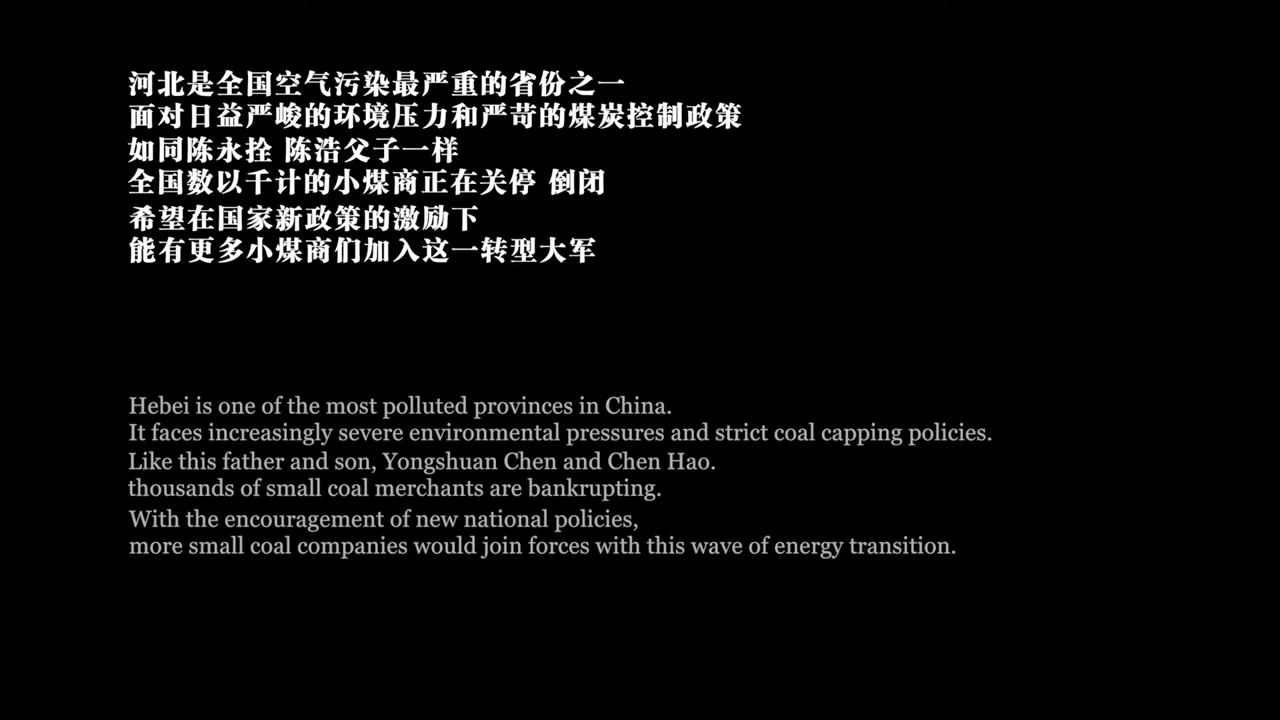 河北是全国空气污染最严重的省份之一
面对日益严峻的环境压力和严苛的煤炭控制政策
如同陈永拴 陈浩父子一样
全国数以千计的小煤商正在关停 倒闭
希望在国家新政策的激励下
能有更多小煤商们加入这一转型大军
Hebei is one of the most polluted provinces in China.
It faces increasingly severe environmental pressures and strict coal capping policies.
Like this father and son, Yongshuan Chen and Chen Hao.
thousands of small coal merchants are bankrupting.
With the encouragement of new national policies,
more small coal companies would join forces with this wave of energy transition.